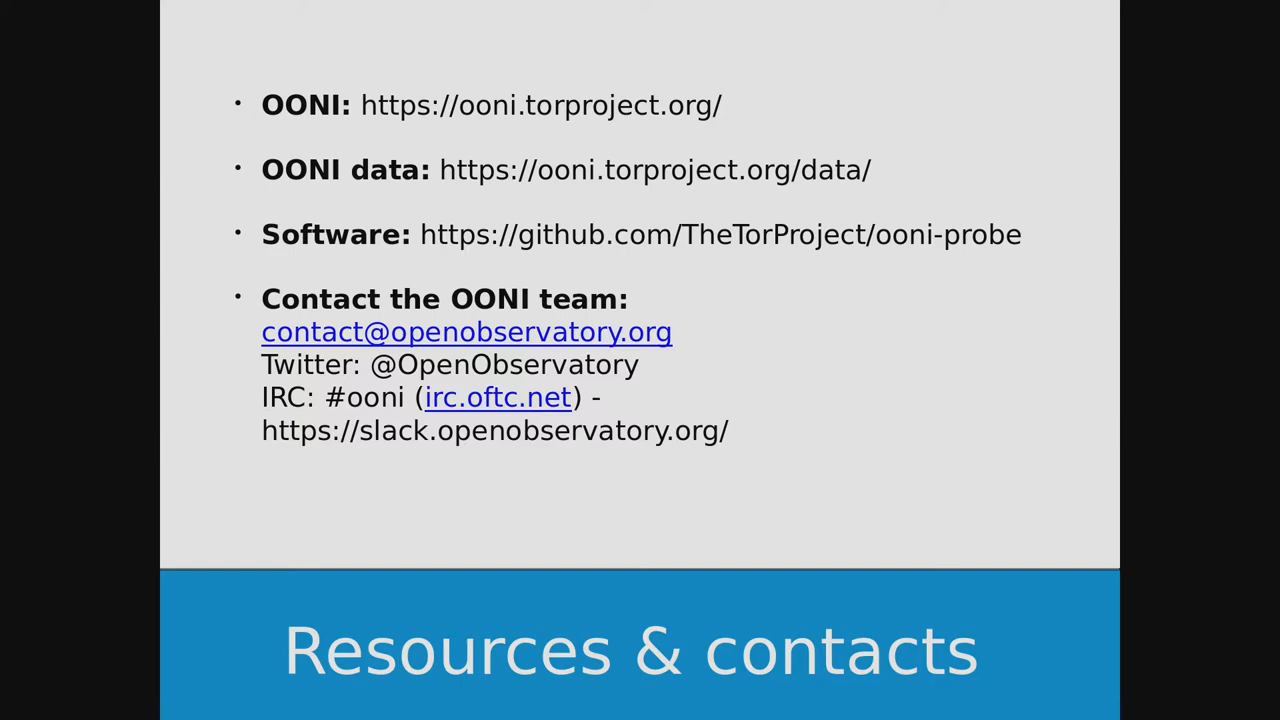 • OONI: https://ooni.torproject.org/
• OONI data: https://ooni.torproject.org/data/
• Software: https://github.com/TheTorProject/ooni-probe
• Contact the OONI team:
contact@openobservatory.org
Twitter: @OpenObservatory
IRC: #ooni (irc.oftc.net) -
https://slack.openobservatory.org/
Resources & contacts